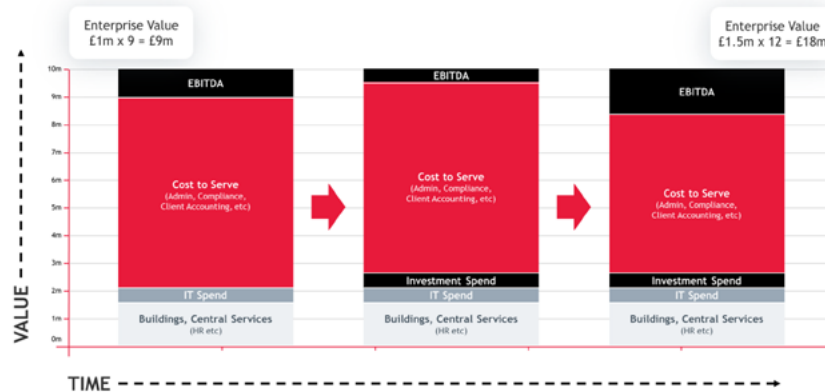 Enterprise Value
£1m x 9 = £9m
Enterprise Value
£1.5m x 12 = £18m
VALUE
10m
9m
8m
7m
6m
5m
4m
3m
2m
1m
0m
EBITDA
Cost to Serve
(Admin, Compliance,
Client Accounting, etc)
IT Spend
Buildings, Central Services
(HR etc)
EBITDA
Cost to Serve
(Admin, Compliance,
Client Accounting, etc)
Investment Spend
IT Spend
Buildings, Central Services
(HR etc)
EBITDA
Cost to Serve
(Admin, Compliance,
Client Accounting, etc)
Investment Spend
IT Spend
Buildings, Central Services
(HR etc)
TIME